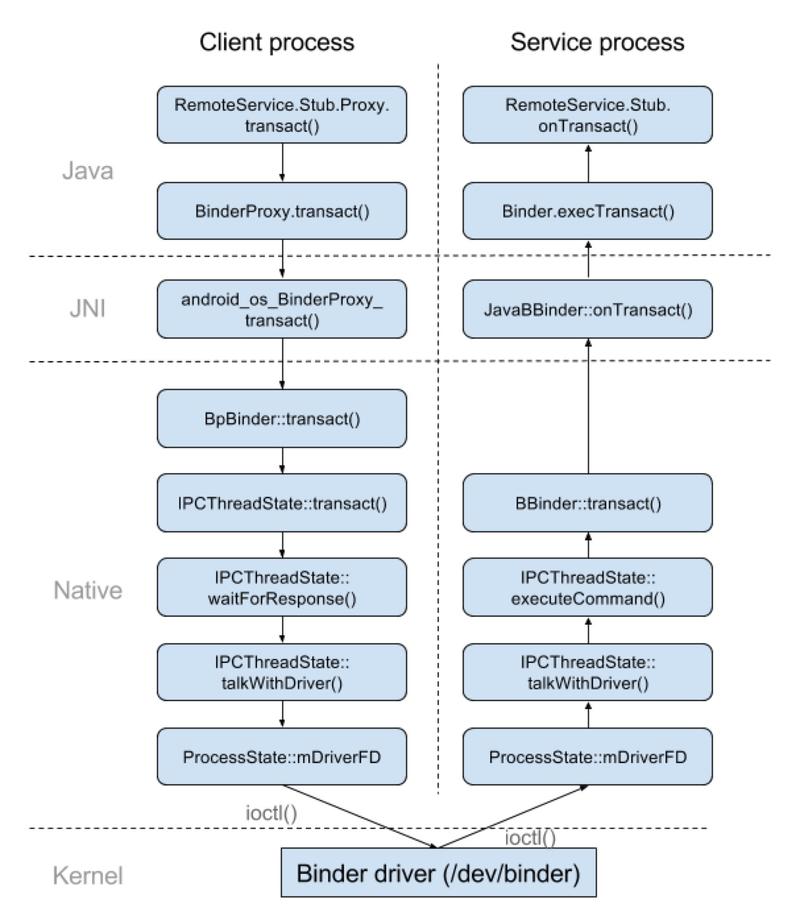 Client process
Service process
RemoteService.Stub.Proxy.
transact()
RemoteService.Stub.
onTransact()
Java
BinderProxy.transact()
Binder.execTransact()
JNI
android_os_BinderProxy_
transact()
JavaBBinder::onTransact()
BpBinder::transact()
IPCThreadState::transact()
BBinder::transact()
Native
IPCThreadState::
waitForResponse()
IPCThreadState::
executeCommand()
IPCThreadState::
talkWithDriver()
IPCThreadState::
talkWithDriver()
ProcessState::mDriverFD
ProcessState::mDriverFD
ioctl()
ioctl()
Kernel
Binder driver (/dev/binder)